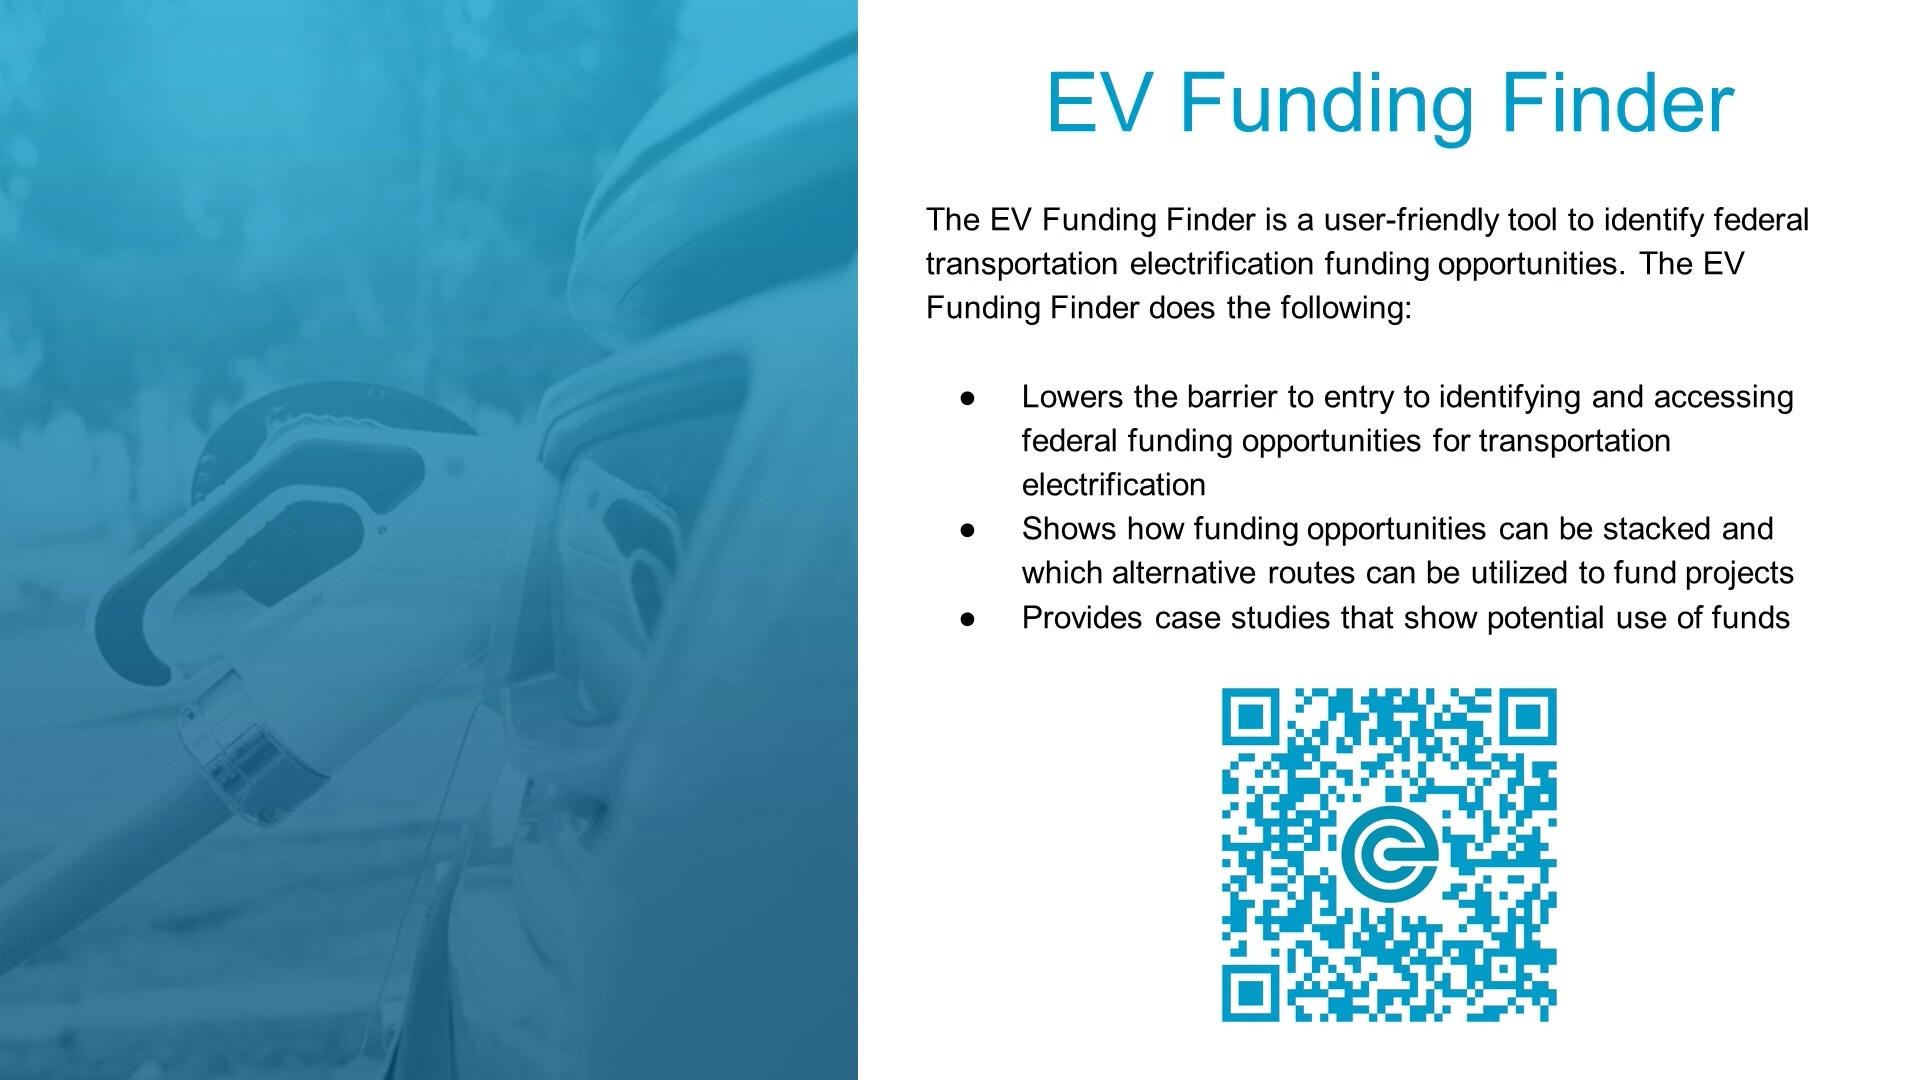 EV Funding Finder
The EV Funding Finder is a user-friendly tool to identify federal
transportation electrification funding opportunities. The EV
Funding Finder does the following:
● Lowers the barrier to entry to identifying and accessing
federal funding opportunities for transportation
electrification
● Shows how funding opportunities can be stacked and
which alternative routes can be utilized to fund projects
● Provides case studies that show potential use of funds